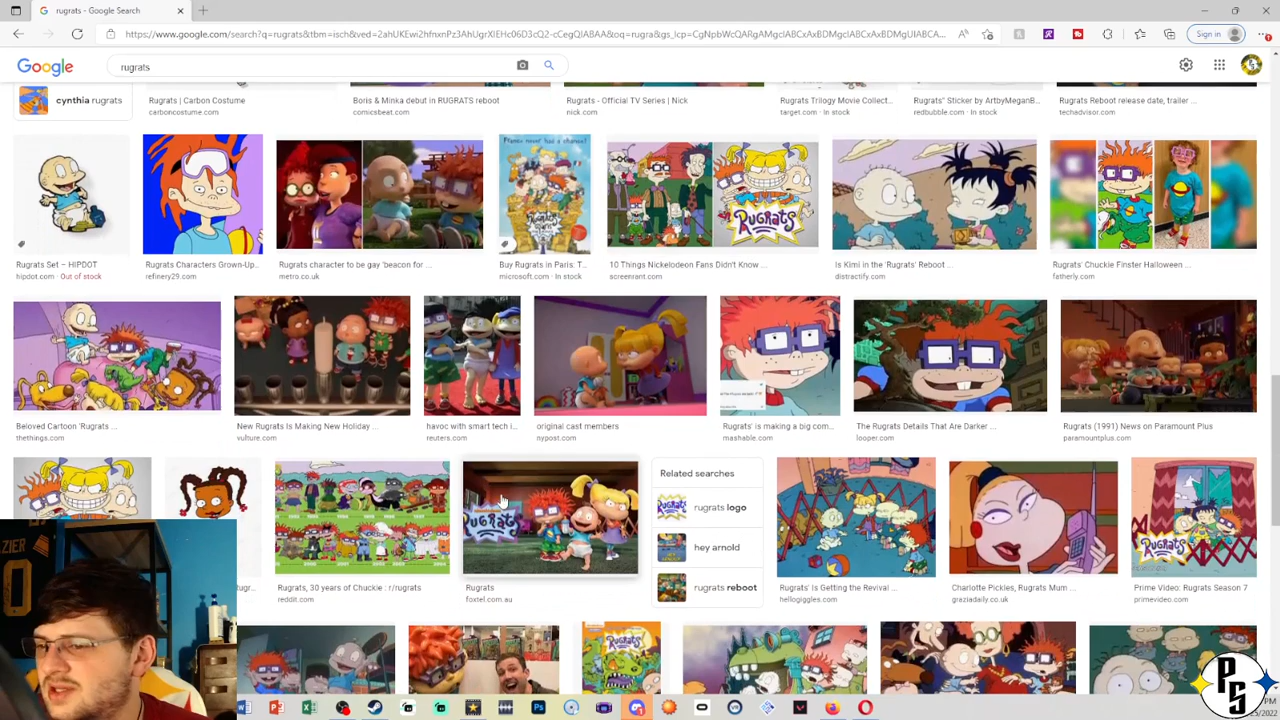 rugrats - Google Search
https://www.google.com/search?q=rugrats&tbm=isch&ved=2ahUKEwi2hfnxnPz3AhUgrXIEHc06D3cQ2-cCegQIABAA&oq=rugra&gs_lcp=CgNpbWcQARgAMgcIABCxAxBDMgcIABCxAxBDMgUIABCA...
Sign in
Google
rugrats
cynthia rugrats
Rugrats | Carbon Costume
carboncostume.com
Boris & Minka debut in RUGRATS reboot
comicsbeat.com
Rugrats - Official TV Series | Nick
nick.com
Rugrats Trilogy Movie Collect...
target.com · In stock
Rugrats" Sticker by ArtbyMeganB...
redbubble.com · In stock
Rugrats Reboot release date, trailer ...
techadvisor.com
RUGRATS
Rugrats Set – HIPDOT
hipdot.com · Out of stock
Rugrats Characters Grown-Up...
refinery29.com
Rugrats character to be gay 'beacon for ...
metro.co.uk
Buy Rugrats in Paris: T...
microsoft.com · In stock
10 Things Nickelodeon Fans Didn't Know ...
screenrant.com
Is Kimi in the 'Rugrats' Reboot ...
distractify.com
Rugrats' Chuckie Finster Halloween ...
fatherly.com
Beloved Cartoon 'Rugrats ...
thethings.com
New Rugrats Is Making New Holiday ...
vulture.com
havoc with smart tech i...
reuters.com
original cast members
nypost.com
Rugrats' is making a big com...
mashable.com
The Rugrats Details That Are Darker ...
looper.com
Rugrats (1991) News on Paramount Plus
paramountplus.com
RUGRATS
Related searches
rugrats logo
hey arnold
rugrats reboot
Rugrats, 30 years of Chuckie : r/rugrats
reddit.com
Rugrats
foxtel.com.au
Rugrats' Is Getting the Revival ...
hellogiggles.com
Charlotte Pickles, Rugrats Mum ...
graziadaily.co.uk
Prime Video: Rugrats Season 7
primevideo.com
RUGRATS
PS